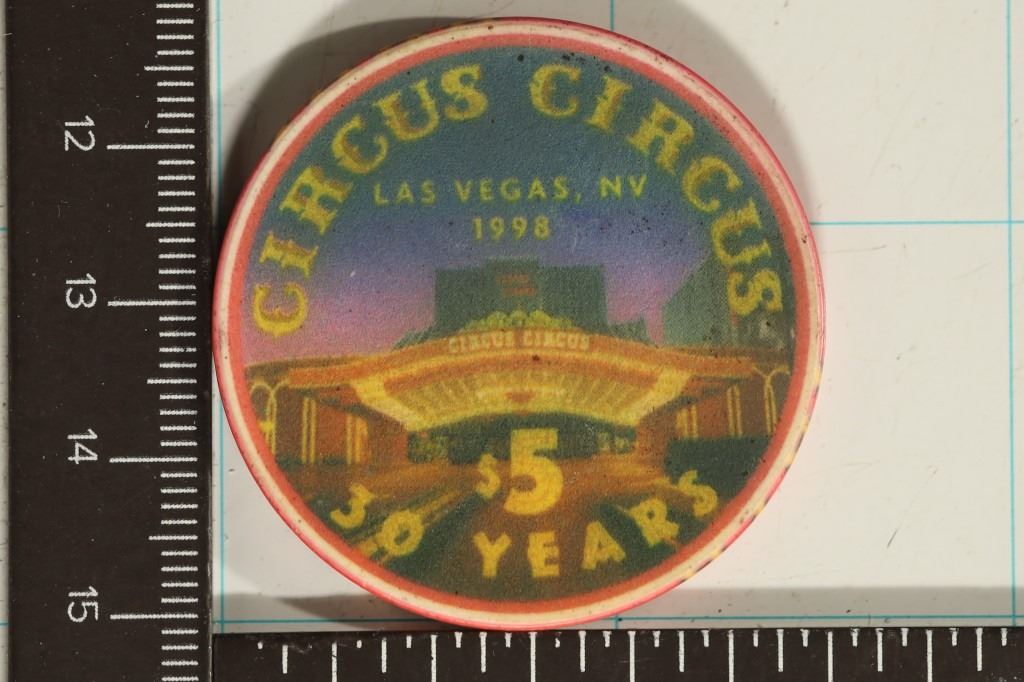 CIRCUS CIRCUS
LAS VEGAS, NV
1998
CIRCUS CIRCUS
$5
30 YEARS
12
13
14
15